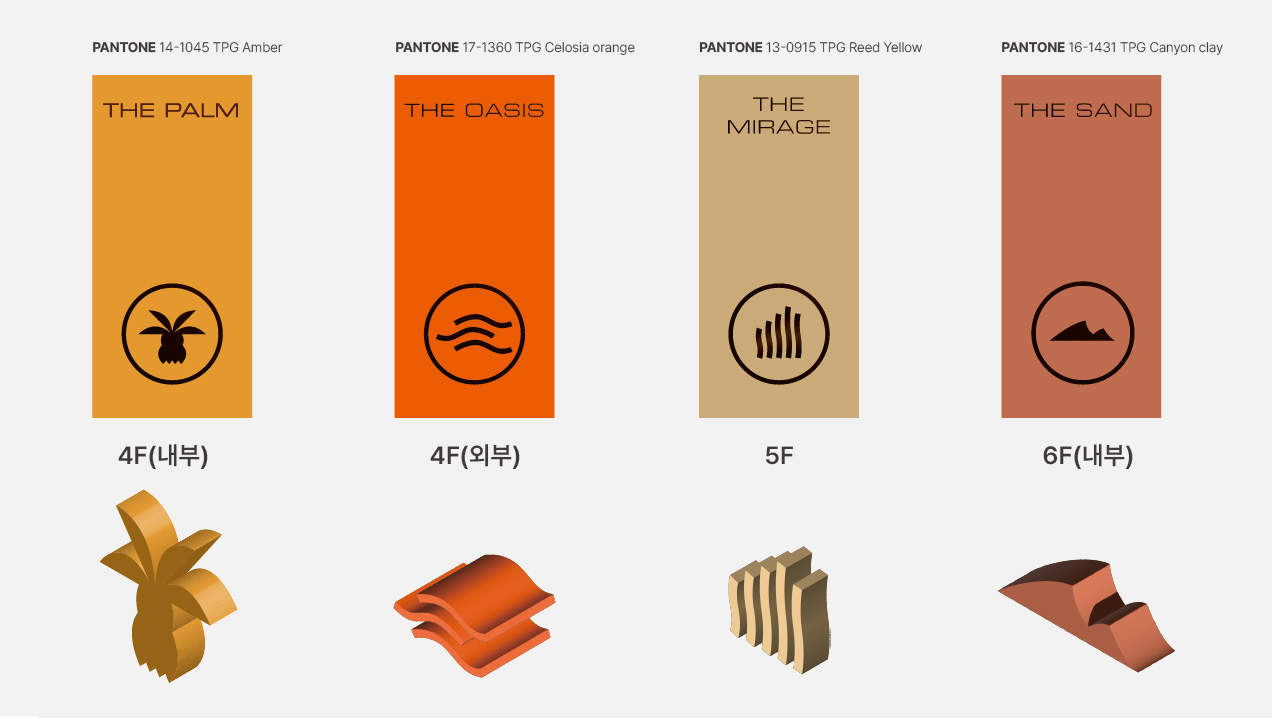 PANTONE 14-1045 TPG Amber
PANTONE 17-1360 TPG Celosia orange
PANTONE 13-0915 TPG Reed Yellow
PANTONE 16-1431 TPG Canyon clay
THE PALM
THE OASIS
THE
MIRAGE
THE SAND
4F(내부)
4F(외부)
5F
6F(내부)